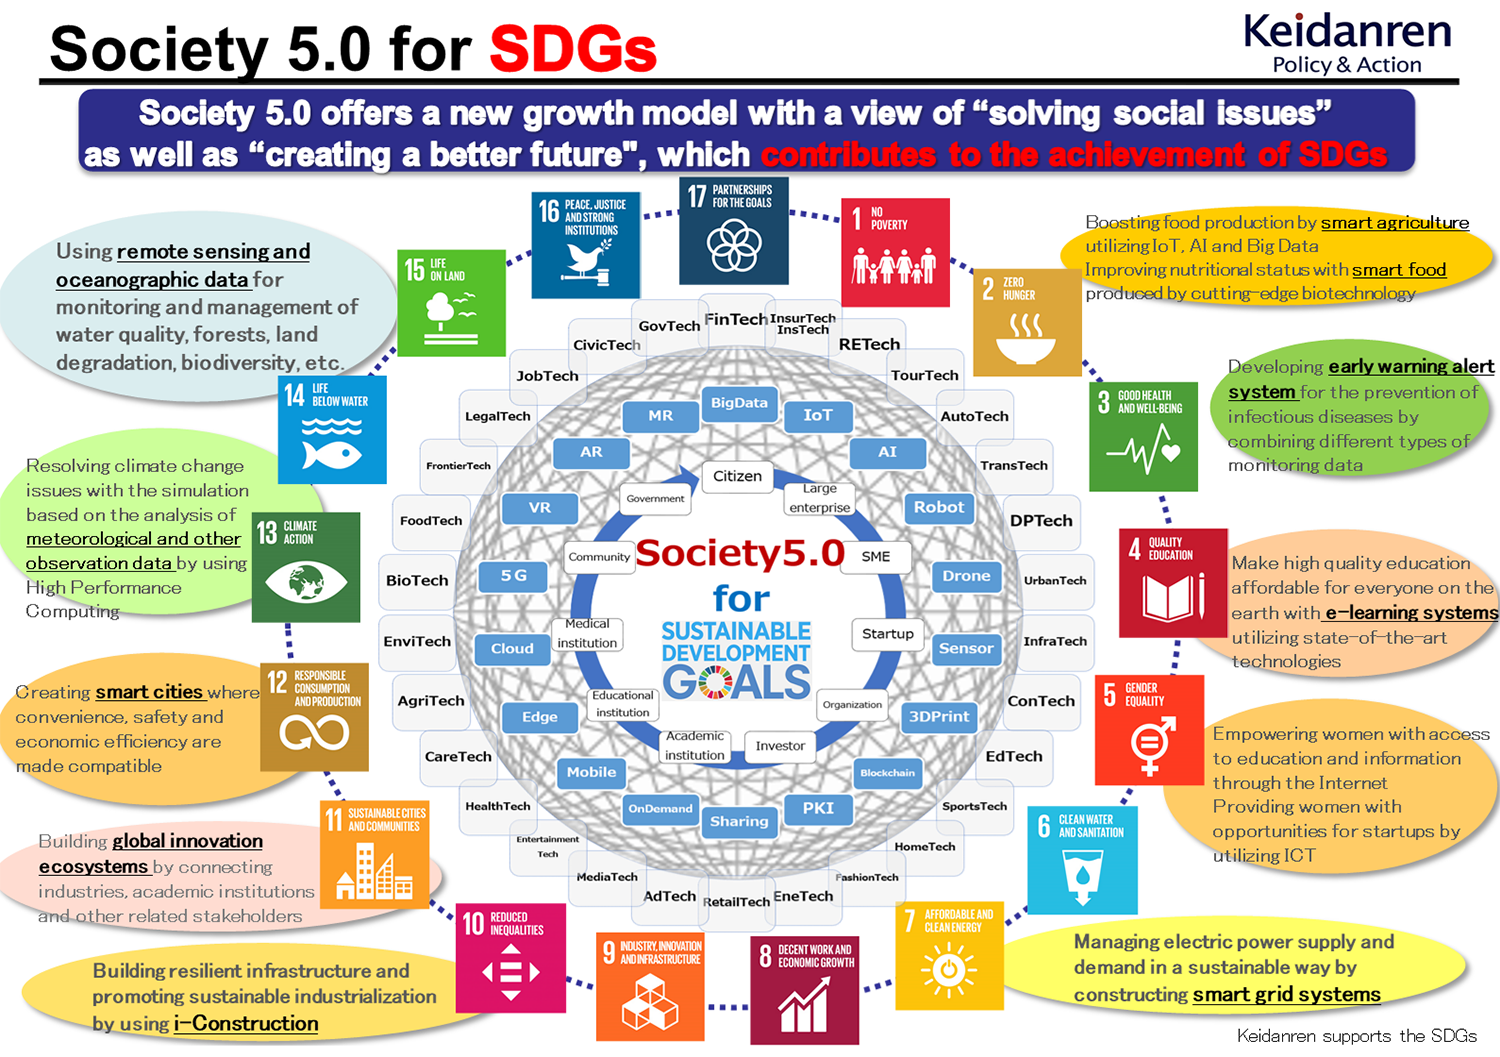 Society 5.0 for SDGs
Keidanren
Policy & Action
Society 5.0 offers a new growth model with a view of “solving social issues”
as well as “creating a better future", which contributes to the achievement of SDGs
17 PARTNERSHIPS
FOR THE GOALS
1 NO
POVERTY
2 ZERO
HUNGER
Boosting food production by smart agriculture
utilizing IoT, AI and Big Data
Improving nutritional status with smart food
produced by cutting-edge biotechnology
3 GOOD HEALTH
AND WELL-BEING
Developing early warning alert
system for the prevention of
infectious diseases by
combining different types of
monitoring data
4 QUALITY
EDUCATION
Make high quality education
affordable for everyone on the
earth with e-learning systems
utilizing state-of-the-art
technologies
5 GENDER
EQUALITY
Empowering women with access
to education and information
through the Internet
Providing women with
opportunities for startups by
utilizing ICT
6 CLEAN WATER
AND SANITATION
7 AFFORDABLE AND
CLEAN ENERGY
Managing electric power supply and
demand in a sustainable way by
constructing smart grid systems
8 DECENT WORK AND
ECONOMIC GROWTH
9 INDUSTRY, INNOVATION
AND INFRASTRUCTURE
Building resilient infrastructure and
promoting sustainable industrialization
by using i-Construction
10 REDUCED
INEQUALITIES
11 SUSTAINABLE CITIES
AND COMMUNITIES
Building global innovation
ecosystems by connecting
industries, academic institutions
and other related stakeholders
12 RESPONSIBLE
CONSUMPTION
AND PRODUCTION
Creating smart cities where
convenience, safety and
economic efficiency are
made compatible
13 CLIMATE
ACTION
Resolving climate change
issues with the simulation
based on the analysis of
meteorological and other
observation data by using
High Performance
Computing
14 LIFE
BELOW WATER
15 LIFE
ON LAND
Using remote sensing and
oceanographic data for
monitoring and management of
water quality, forests, land
degradation, biodiversity, etc.
16 PEACE, JUSTICE
AND STRONG
INSTITUTIONS
FinTech
InsurTech
InsTech
RETech
TourTech
AutoTech
TransTech
DPTech
UrbanTech
InfraTech
ConTech
EdTech
SportsTech
HomeTech
FashionTech
EneTech
RetailTech
AdTech
MediaTech
Entertainment
Tech
HealthTech
CareTech
AgriTech
EnviTech
BioTech
FoodTech
FrontierTech
LegalTech
JobTech
CivicTech
GovTech
BigData
IoT
AI
Robot
Drone
Sensor
3DPrint
Blockchain
PKI
Sharing
OnDemand
Mobile
Edge
Cloud
5G
VR
AR
MR
Citizen
Large
enterprise
SME
Startup
Organization
Investor
Academic
institution
Educational
institution
Medical
institution
Community
Government
Society5.0
for
SUSTAINABLE
DEVELOPMENT
GOALS
Keidanren supports the SDGs